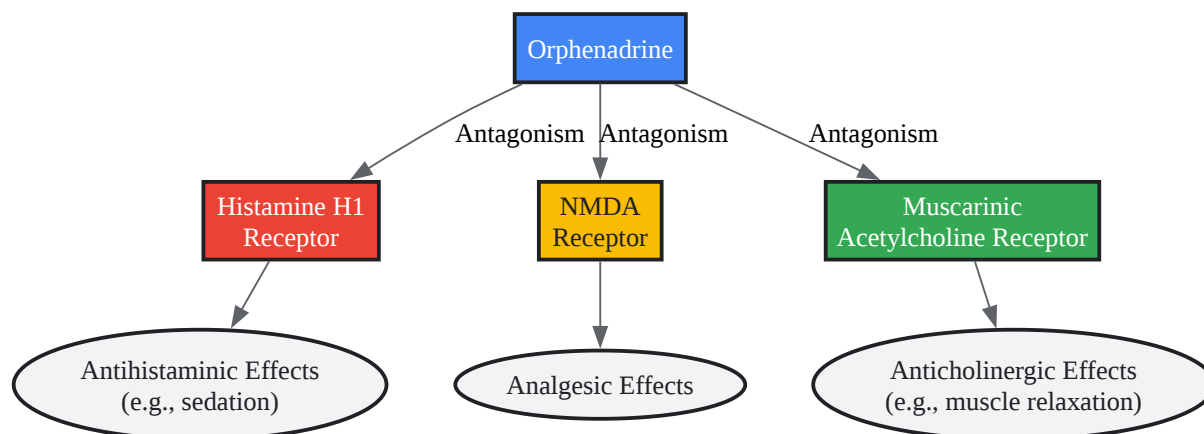 Orphenadrine
Antagonism
Antagonism
Antagonism
Histamine H1
Receptor
NMDA
Receptor
Muscarinic
Acetylcholine Receptor
Antihistaminic Effects
(e.g., sedation)
Analgesic Effects
Anticholinergic Effects
(e.g., muscle relaxation)